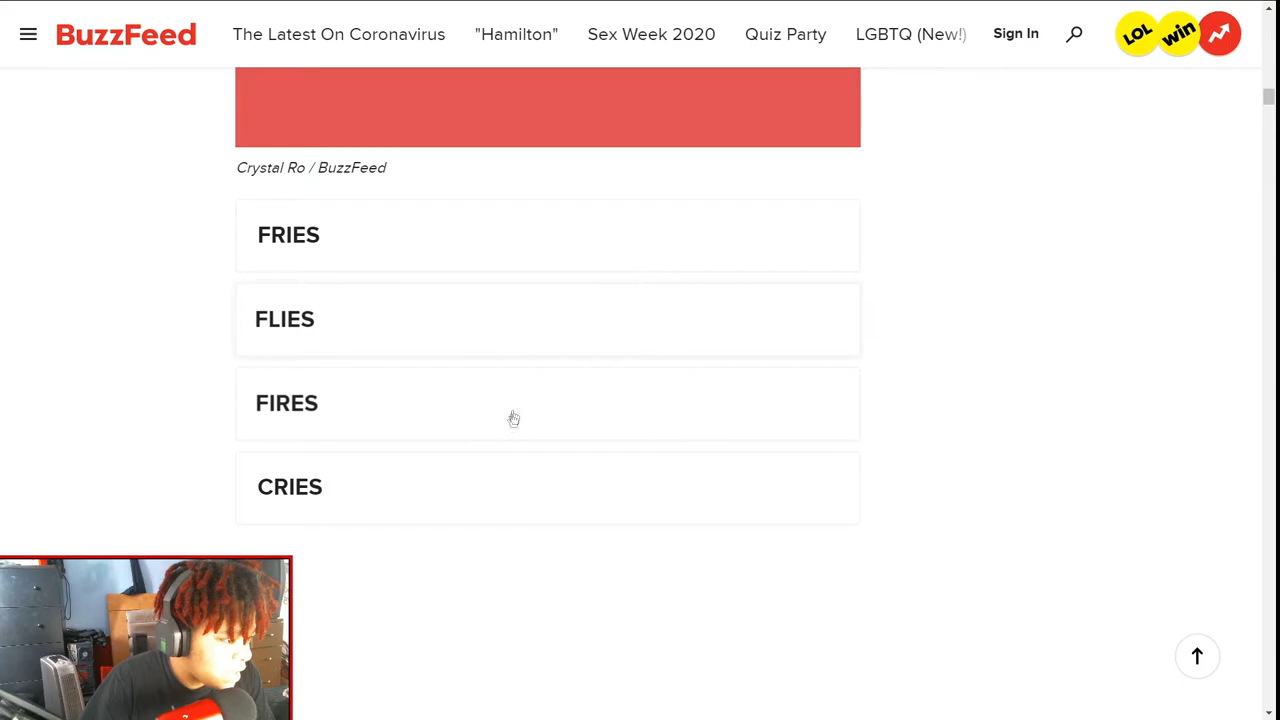 BuzzFeed The Latest On Coronavirus "Hamilton" Sex Week 2020 Quiz Party LGBTQ (New!) Sign In LOL win
Crystal Ro / BuzzFeed
FRIES
FLIES
FIRES
CRIES